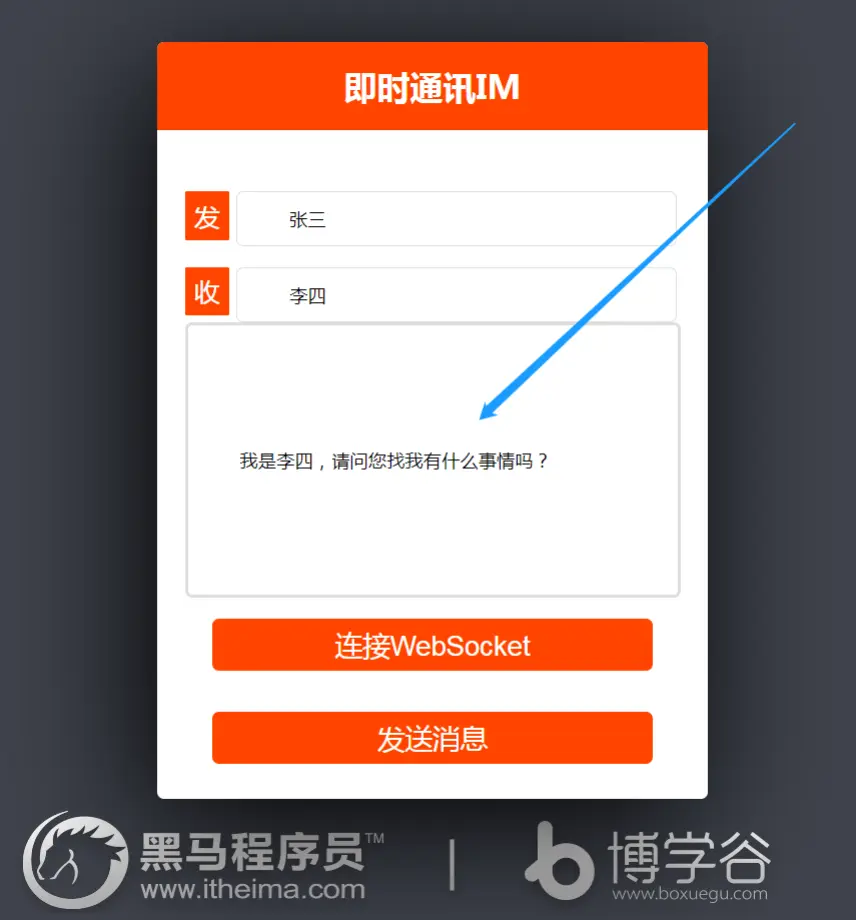 即时通讯IM
发
张三
收
李四
我是李四，请问您找我有什么事情吗？
连接WebSocket
发送消息
黑马程序员™
www.itheima.com
博学谷
www.boxuegu.com